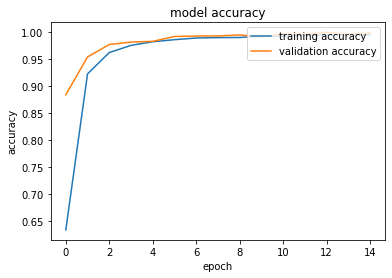 model accuracy
1.00
0.95
0.90
0.85
0.80
0.75
0.70
0.65
accuracy
training accuracy
validation accuracy
0 2 4 6 8 10 12 14
epoch